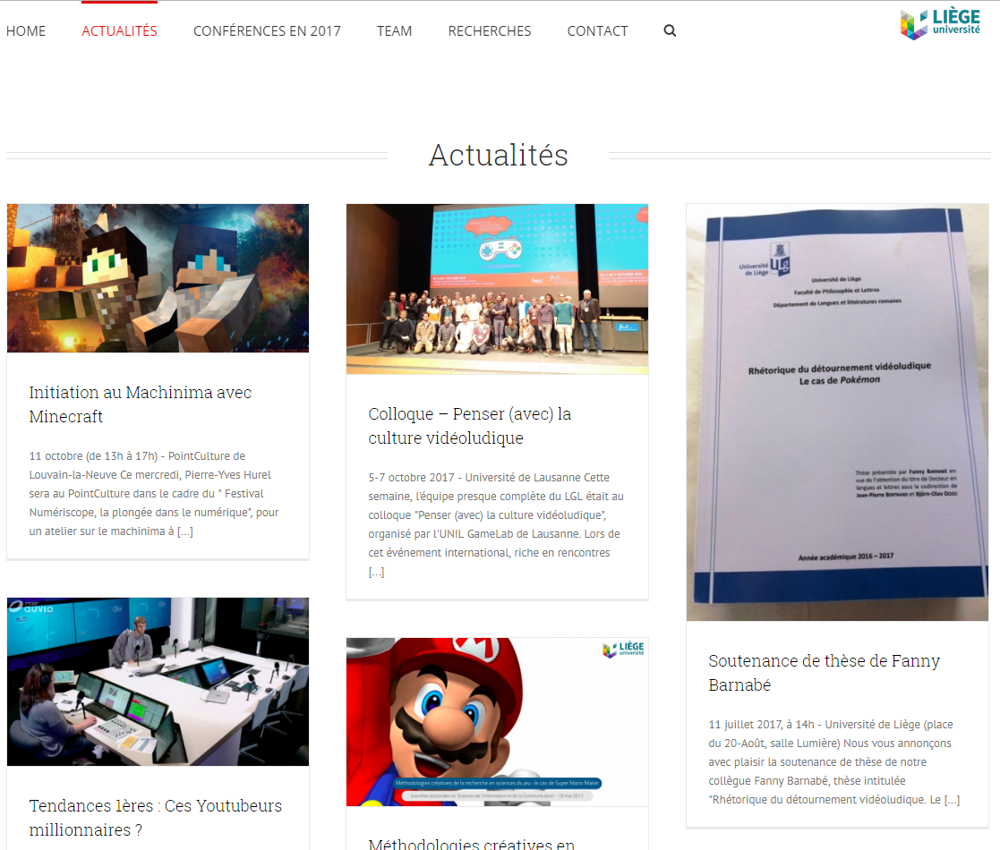 HOME
ACTUALITÉS
CONFÉRENCES EN 2017
TEAM
RECHERCHES
CONTACT
LIÈGE
université
Actualités
Initiation au Machinima avec
Minecraft
11 octobre (de 13h à 17h) - PointCulture de
Louvain-la-Neuve Ce mercredi, Pierre-Yves Hurel
sera au PointCulture dans le cadre du " Festival
Numériscope, la plongée dans le numérique", pour
un atelier sur le machinima à [...]
auvio
Tendances 1ères : Ces Youtubeurs
millionnaires ?
Colloque – Penser (avec) la
culture vidéoludique
5-7 octobre 2017 - Université de Lausanne Cette
semaine, l'équipe presque complète du LGL était au
colloque "Penser (avec) la culture vidéoludique",
organisé par l'UNIL GameLab de Lausanne. Lors de
cet événement international, riche en rencontres
[...]
LIÈGE
université
Méthodologies créatives de la recherche en sciences du jeu : le cas de Super Mario Maker
Journées doctorales en Sciences de l'Information et de la Communication - 19 mai 2017
Méthodologies créatives en
Université
de Liège
Université de Liège
Faculté de Philosophie et Lettres
Département de Langues et littératures romanes
Rhétorique du détournement vidéoludique
Le cas de Pokémon
Thèse présentée par Fanny BARNABÉ en
vue de l'obtention du titre de Docteur en
langues et lettres sous la codirection de
Jean-Pierre BERTRAND et Björn-Olav DOZO
Année académique 2016 – 2017
Soutenance de thèse de Fanny
Barnabé
11 juillet 2017, à 14h - Université de Liège (place
du 20-Août, salle Lumière) Nous vous annonçons
avec plaisir la soutenance de thèse de notre
collègue Fanny Barnabé, thèse intitulée
"Rhétorique du détournement vidéoludique. Le [...]